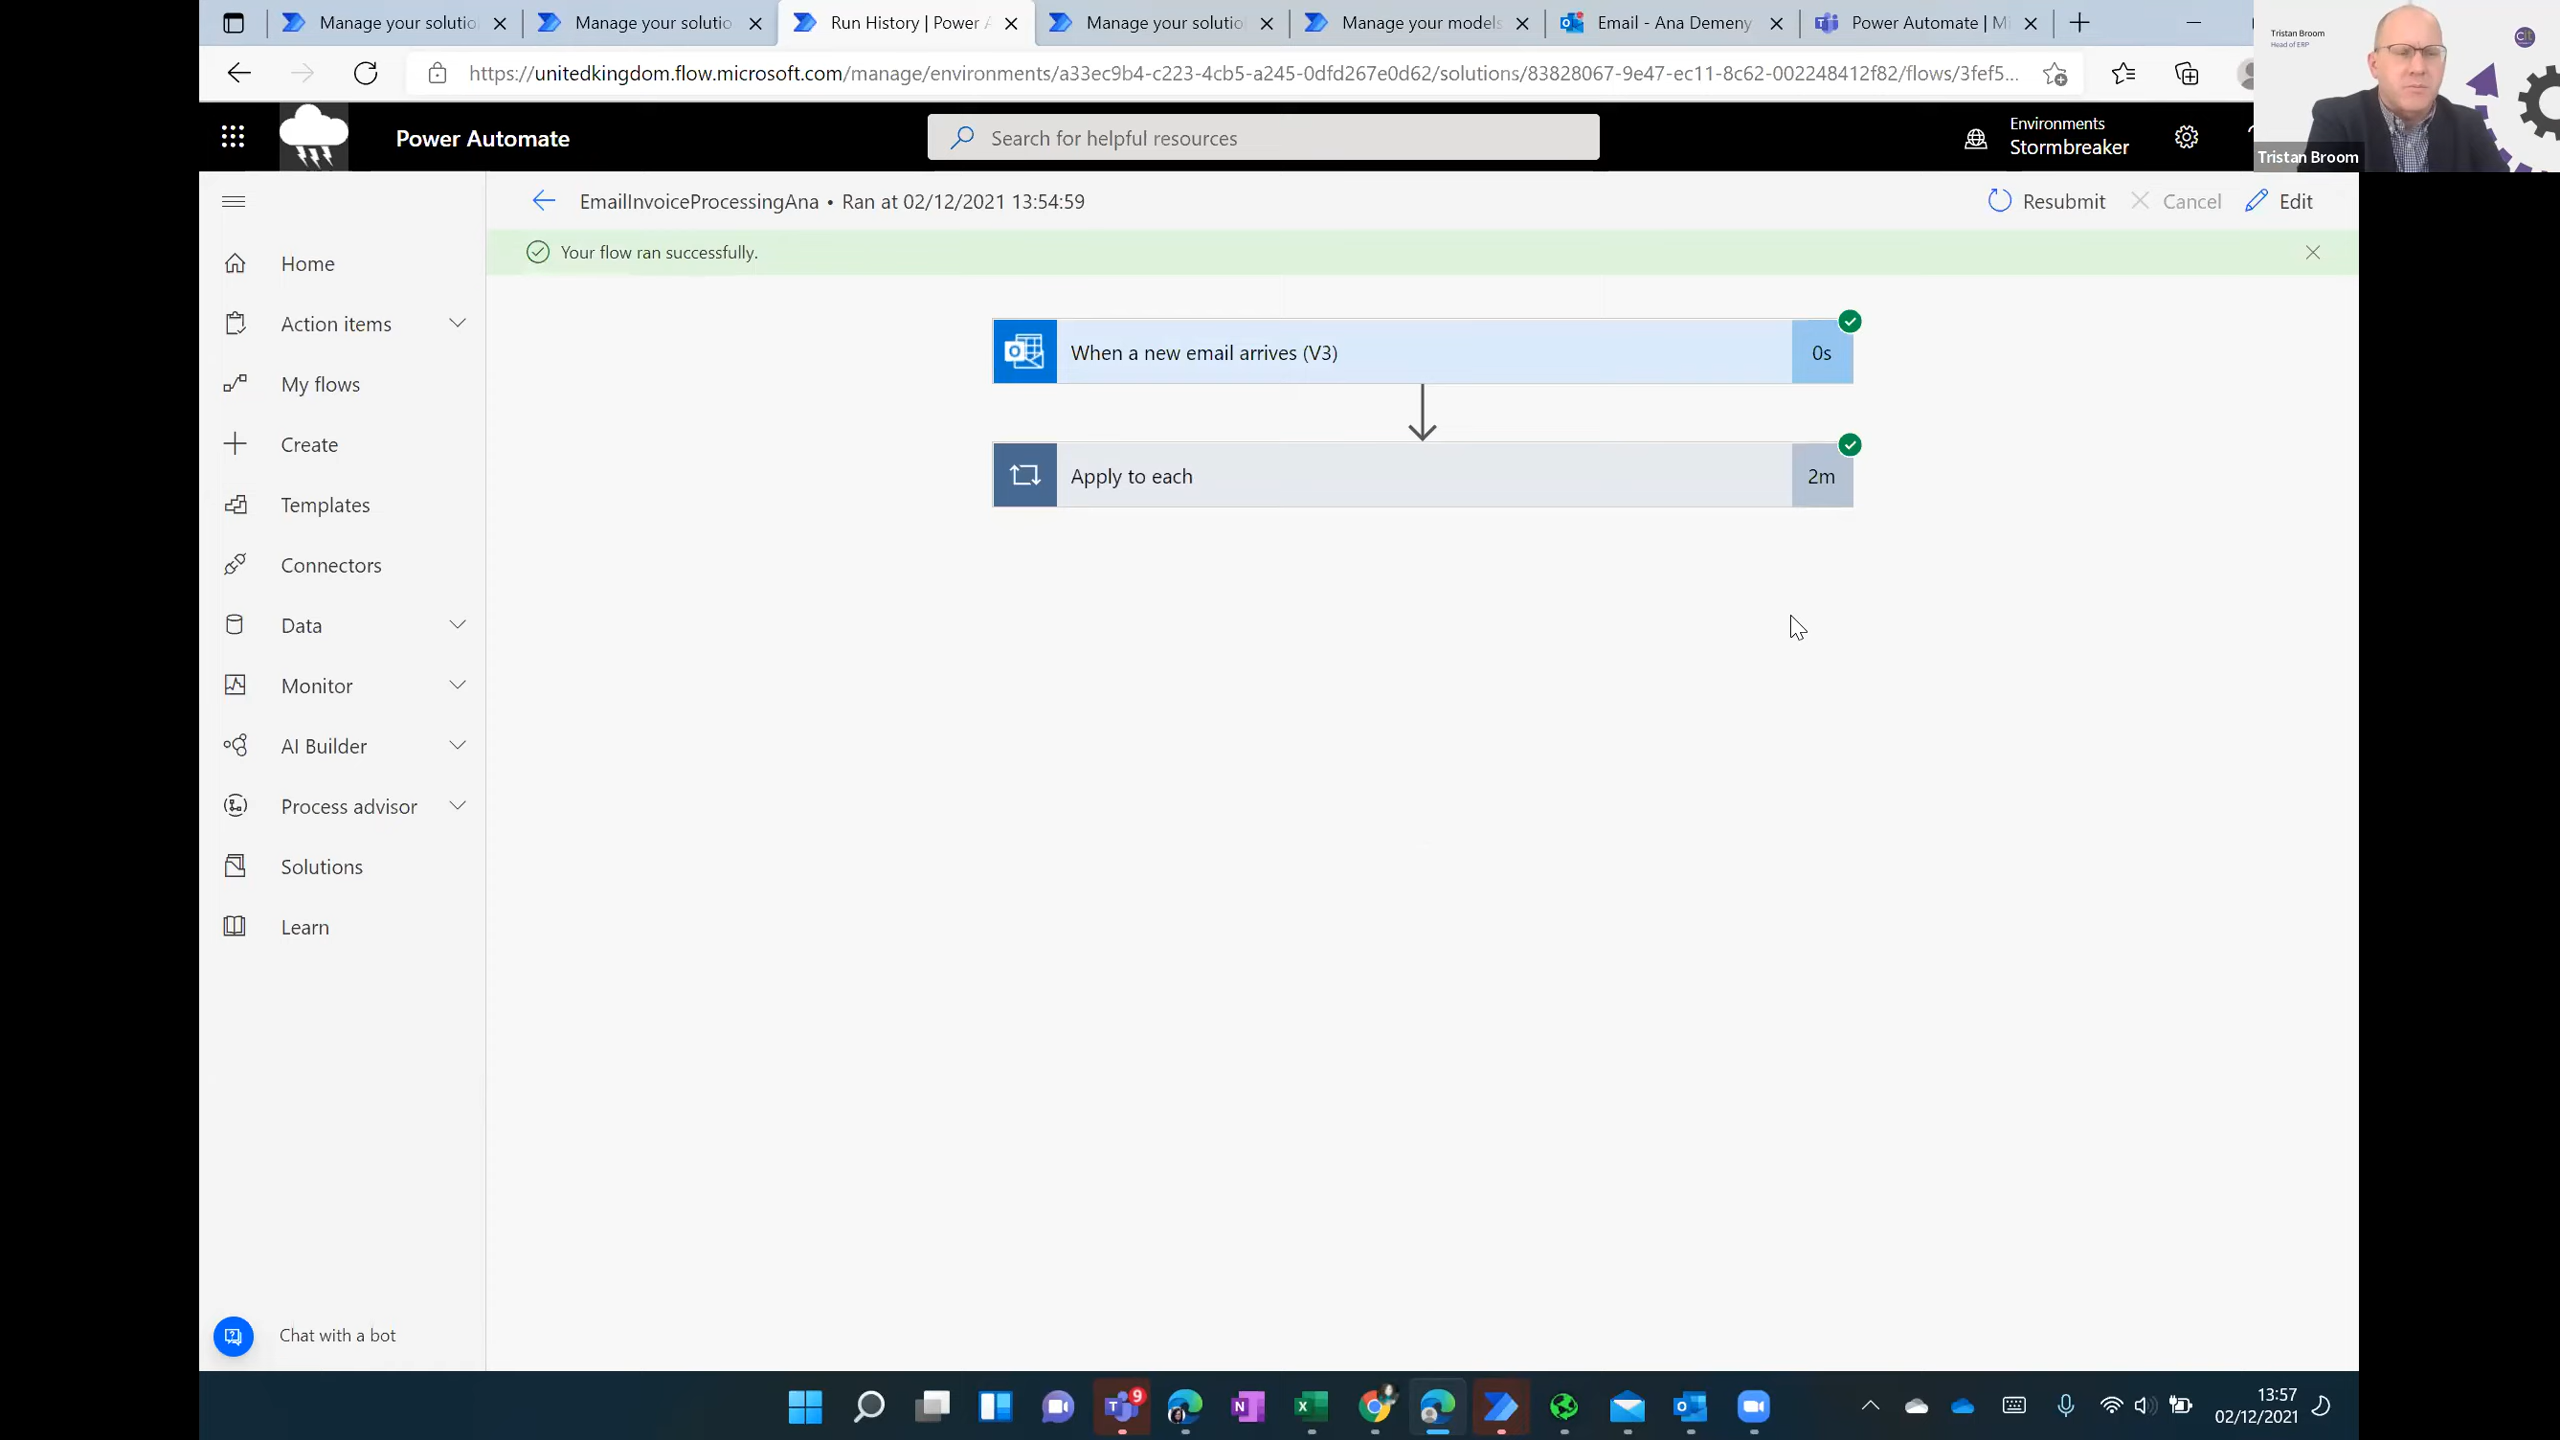 Manage your solutio
Manage your solutio
Run History | Power A
Manage your solutio
Manage your models
Email - Ana Demeny
Power Automate | Mi
https://unitedkingdom.flow.microsoft.com/manage/environments/a33ec9b4-c223-4cb5-a245-0dfd267e0d62/solutions/83828067-9e47-ec11-8c62-002248412f82/flows/3fef5...
Tristan Broom
Head of ERP
Tristan Broom
Power Automate
Search for helpful resources
Environments
Stormbreaker
EmailInvoiceProcessingAna • Ran at 02/12/2021 13:54:59
Resubmit
Cancel
Edit
Your flow ran successfully.
Home
Action items
My flows
Create
Templates
Connectors
Data
Monitor
AI Builder
Process advisor
Solutions
Learn
When a new email arrives (V3)
0s
Apply to each
2m
Chat with a bot
9
13:57
02/12/2021